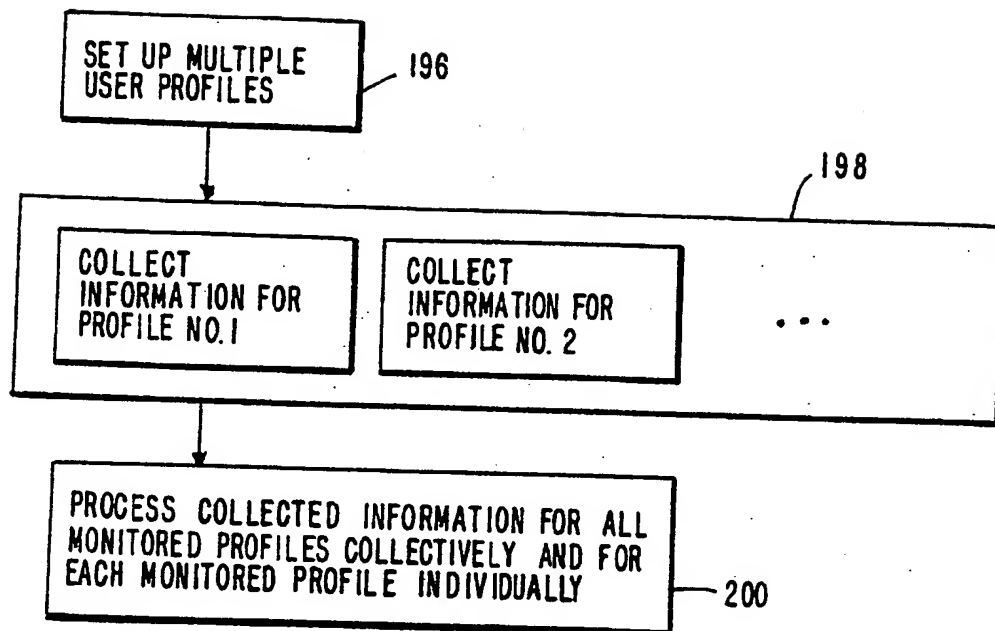 SET UP MULTIPLE
USER PROFILES
196
198
COLLECT
INFORMATION FOR
PROFILE NO. 1
COLLECT
INFORMATION FOR
PROFILE NO. 2
...
PROCESS COLLECTED INFORMATION FOR ALL
MONITORED PROFILES COLLECTIVELY AND FOR
EACH MONITORED PROFILE INDIVIDUALLY
200